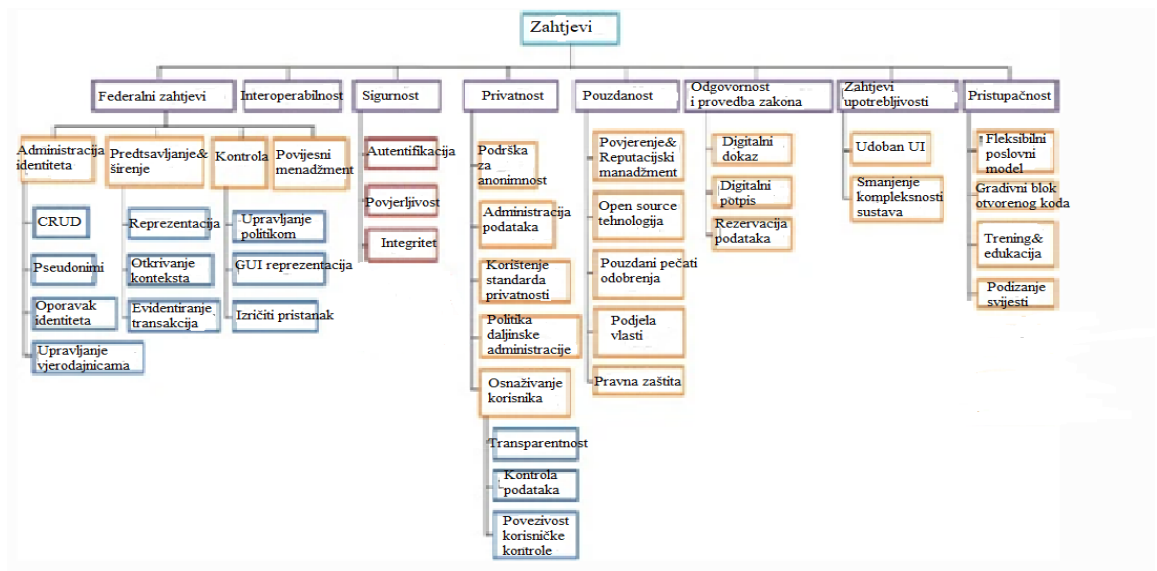 Zahtjevi
Federalni zahtjevi
Interoperabilnost
Sigurnost
Privatnost
Pouzdanost
Odgovornost
i provedba zakona
Zahtjevi
upotrebljivosti
Pristupačnost
Administracija
identiteta
CRUD
Pseudonimi
Oporavak
identiteta
Upravljanje
vjerodajnicama
Predtsavljanje&
širenje
Reprezentacija
Otkrivanje
konteksta
Evidentiranje
transakcija
Kontrola
Upravljanje
politikom
GUI reprezentacija
Izričiti pristanak
Povijesni
menadžment
Autentifikacija
Povjerljivost
Integritet
Podrška
za
anonimnost
Administracija
podataka
Korištenje
standarda
privatnosti
Politika
daljinske
administracije
Osnaživanje
korisnika
Transparentnost
Kontrola
podataka
Povezivost
korisničke
kontrole
Povjerenje&
Reputacijski
manadžment
Open source
tehnologija
Pouzdani pečati
odobrenja
Podjela
vlasti
Pravna zaštita
Digitalni
dokaz
Digitalni
potpis
Rezervacija
podataka
Udoban UI
Smanjenje
kompleksnosti
sustava
Fleksibilni
poslovni
model
Gradivni blok
otvorenog koda
Trening&
edukacija
Podizanje
svijesti